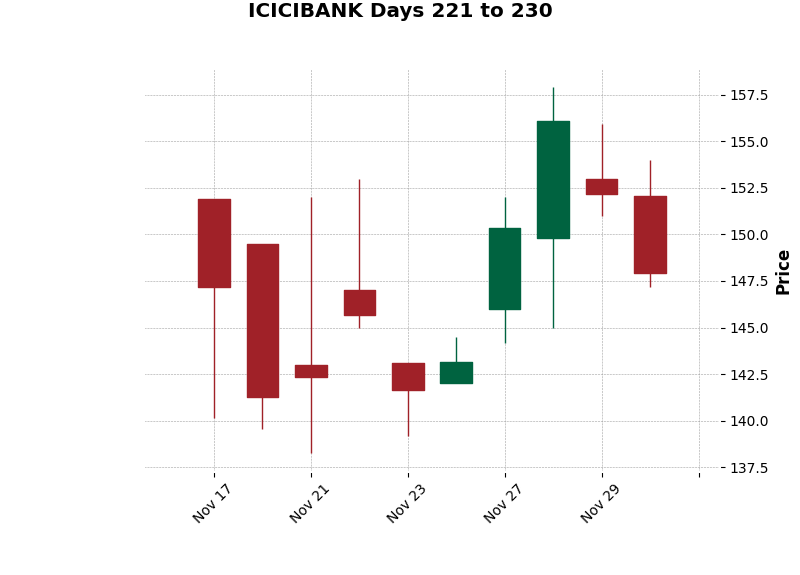 ICICIBANK Days 221 to 230
157.5
155.0
152.5
150.0
147.5
145.0
142.5
140.0
137.5
Price
Nov 17
Nov 21
Nov 23
Nov 27
Nov 29